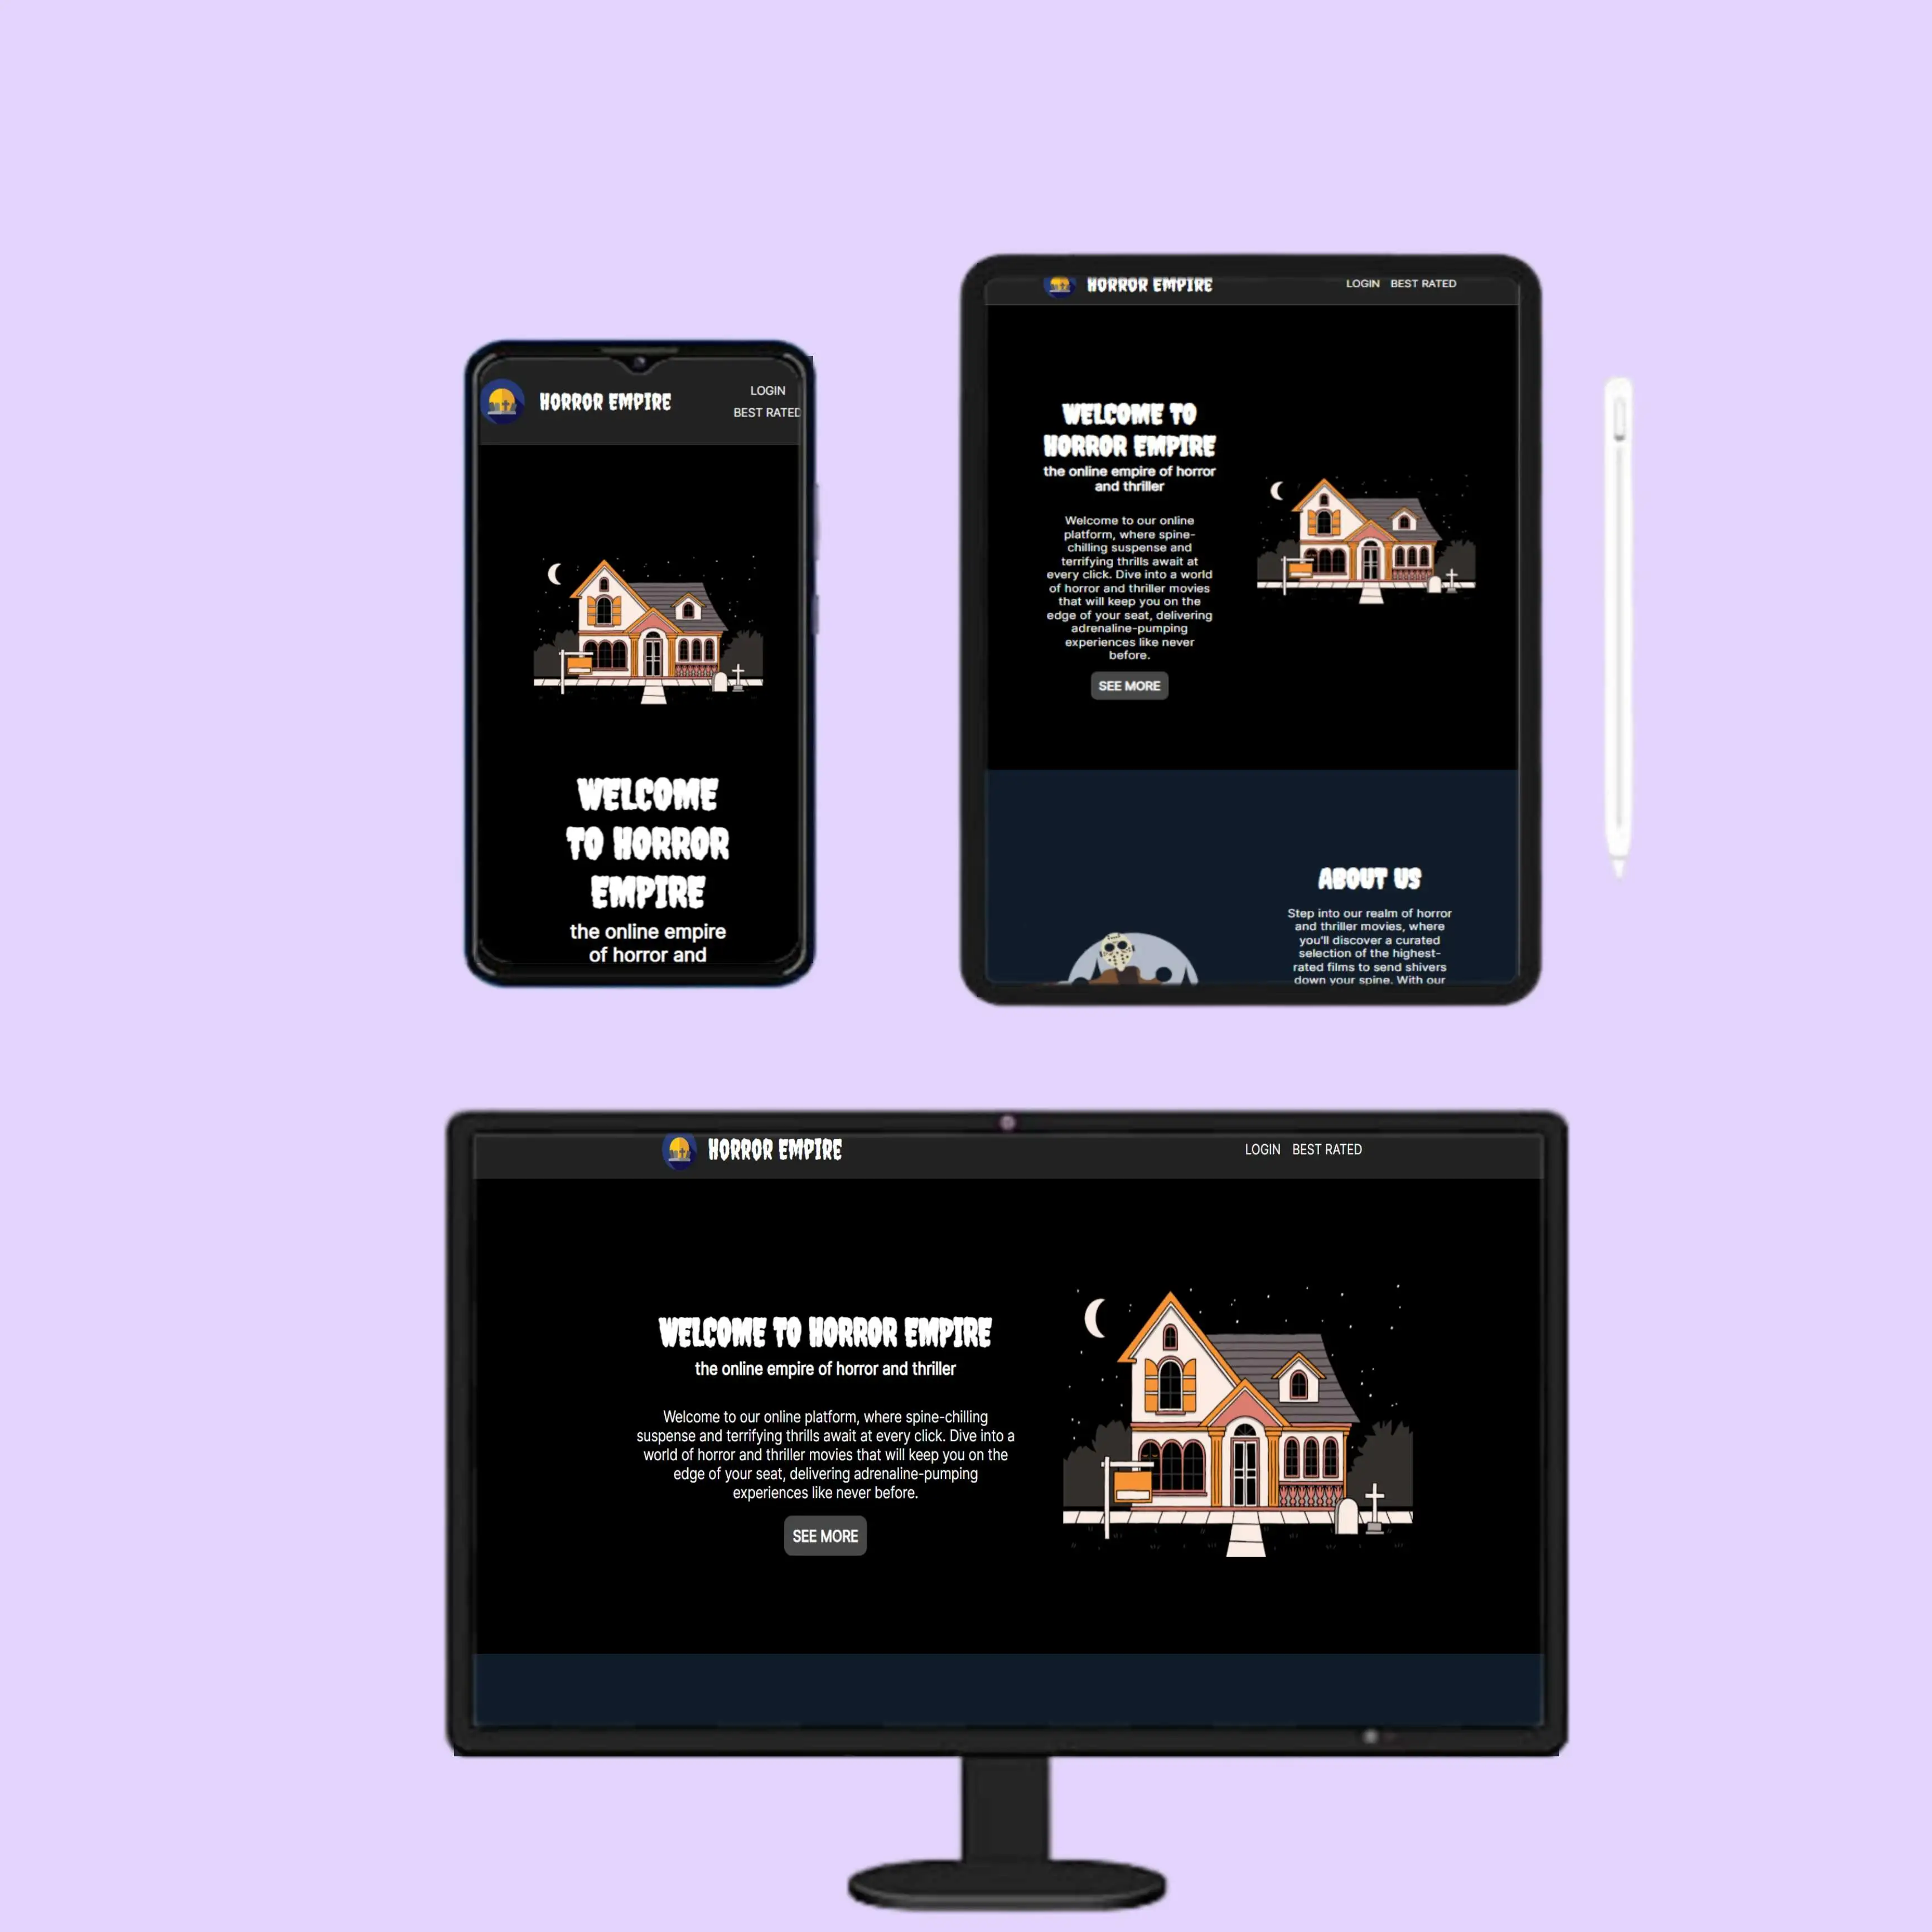 HORROR EMPIRE
LOGIN
BEST RATED
WELCOME
TO HORROR
EMPIRE
the online empire
of horror and
HORROR EMPIRE
LOGIN BEST RATED
WELCOME TO
HORROR EMPIRE
the online empire of horror
and thriller
Welcome to our online
platform, where spine-
chilling suspense and
terrifying thrills await at
every click. Dive into a world
of horror and thriller movies
that will keep you on the
edge of your seat, delivering
adrenaline-pumping
experiences like never
before.
SEE MORE
ABOUT US
Step into our realm of horror
and thriller movies, where
you'll discover a curated
selection of the highest-
rated films to send shivers
down your spine. With our
HORROR EMPIRE
LOGIN BEST RATED
WELCOME TO HORROR EMPIRE
the online empire of horror and thriller
Welcome to our online platform, where spine-chilling
suspense and terrifying thrills await at every click. Dive into a
world of horror and thriller movies that will keep you on the
edge of your seat, delivering adrenaline-pumping
experiences like never before.
SEE MORE